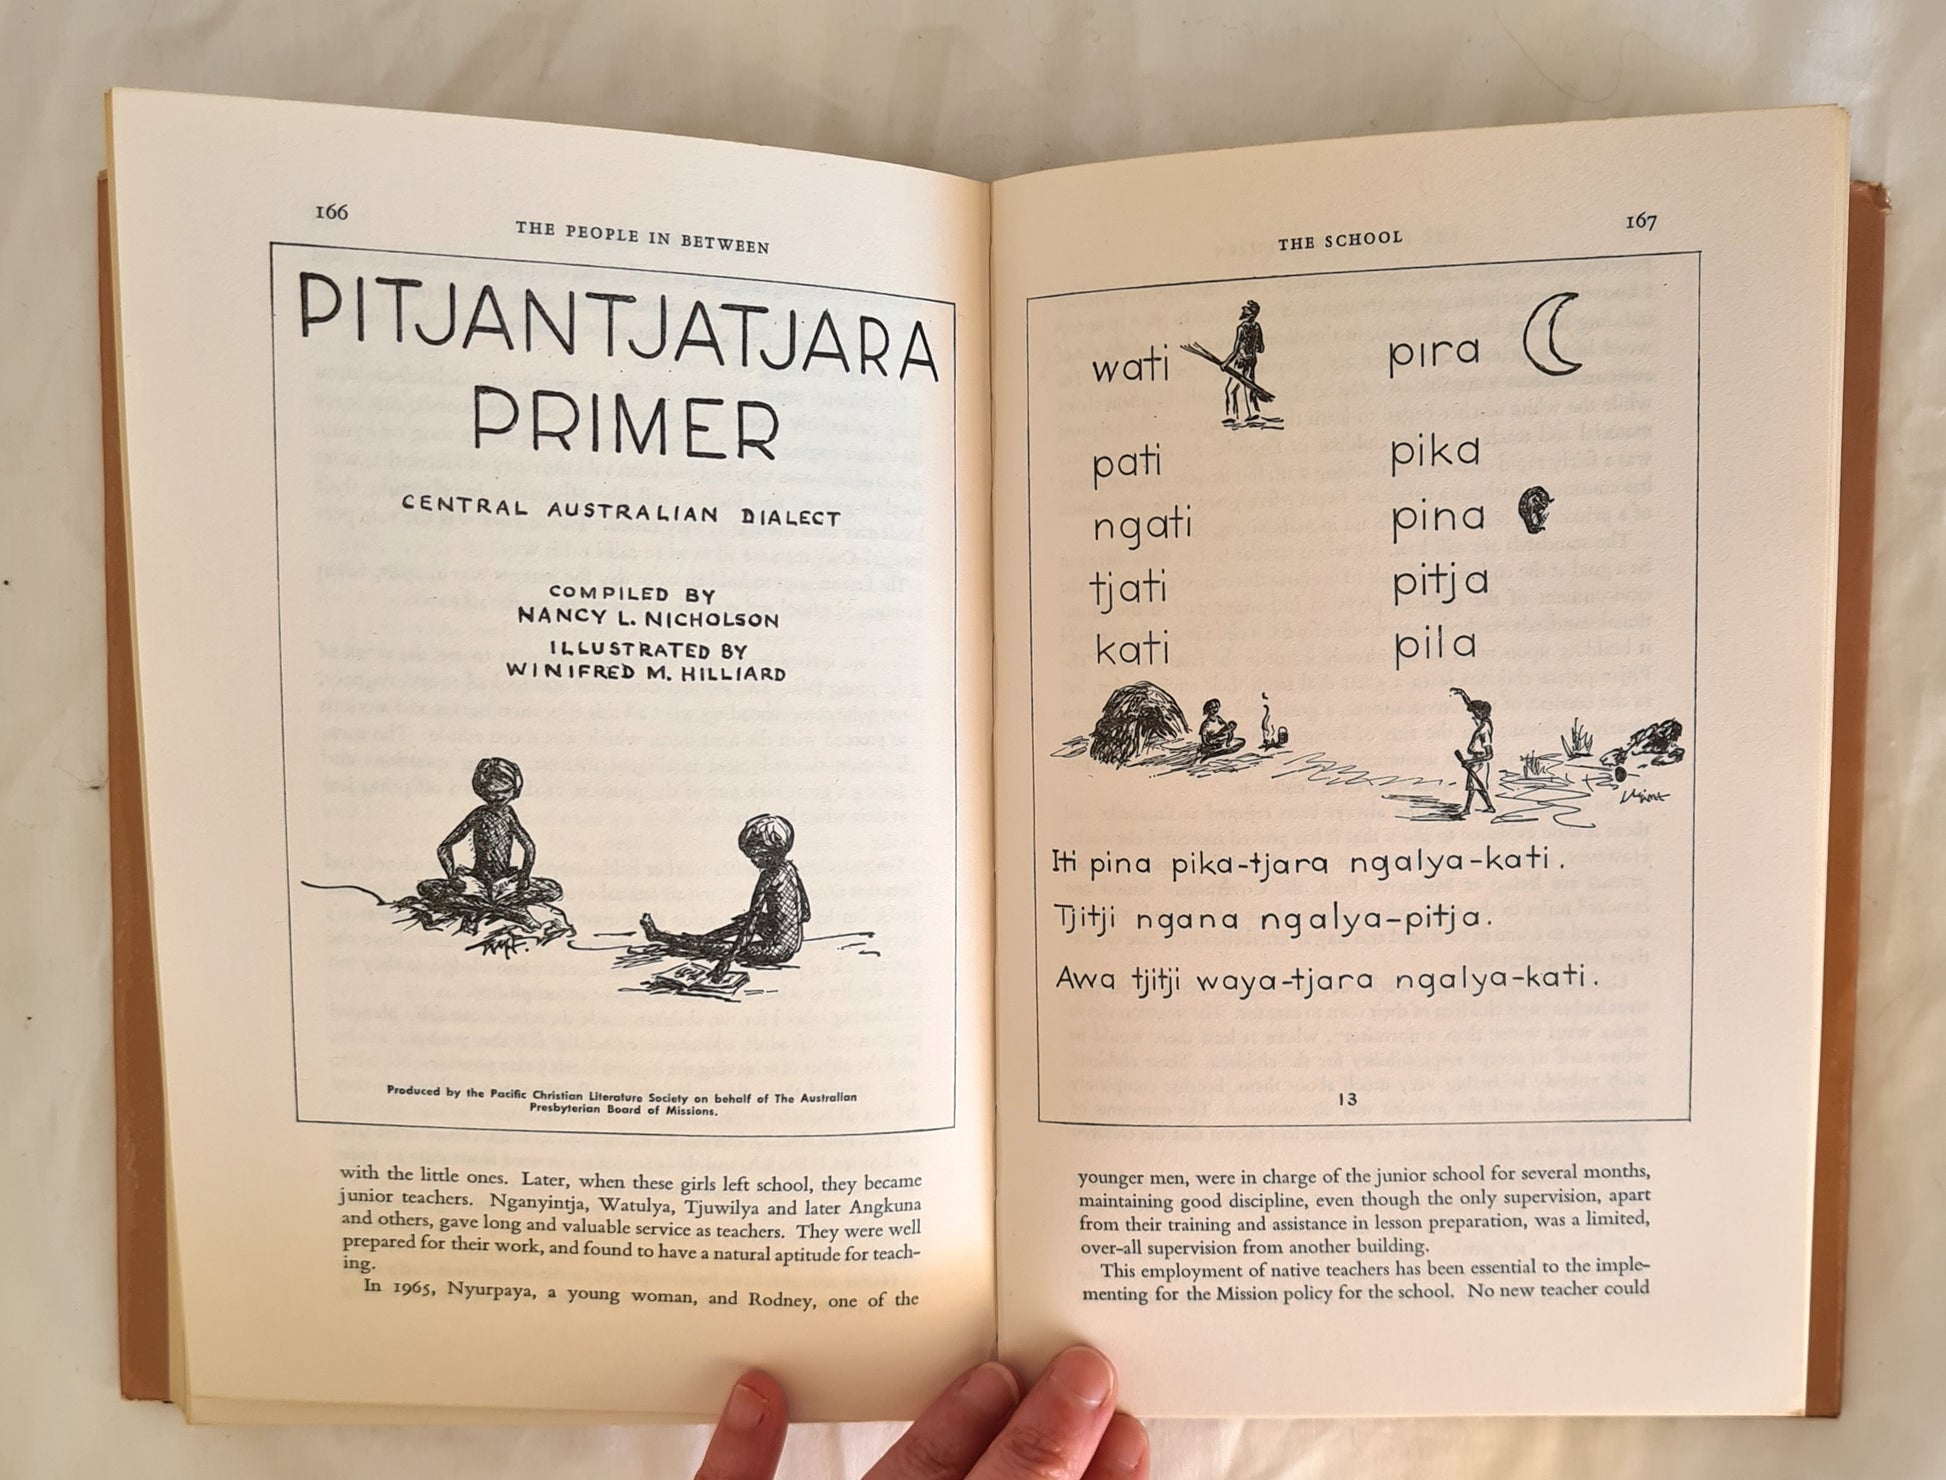 166
THE PEOPLE IN BETWEEN
PITJANTJATJARA
PRIMER
CENTRAL AUSTRALIAN DIALECT
COMPILED BY
NANCY L. NICHOLSON
ILLUSTRATED BY
WINIFRED M. HILLIARD
Produced by the Pacific Christian Literature Society on behalf of The Australian
Presbyterian Board of Missions.
with the little ones. Later, when these girls left school, they became
junior teachers. Nganyintja, Watulya, Tjuwilya and later Angkuna
and others, gave long and valuable service as teachers. They were well
prepared for their work, and found to have a natural aptitude for teach-
ing.
In 1965, Nyurpaya, a young woman, and Rodney, one of the
THE SCHOOL
167
wati
pati
ngati
tjati
kati
pira
pika
pina
pitja
pila
Iti pina pika-tjara ngalya-kati.
Tjitji ngana ngalya-pitja.
Awa tjitji waya-tjara ngalya-kati.
13
younger men, were in charge of the junior school for several months,
maintaining good discipline, even though the only supervision, apart
from their training and assistance in lesson preparation, was a limited,
over-all supervision from another building.
This employment of native teachers has been essential to the imple-
menting for the Mission policy for the school. No new teacher could